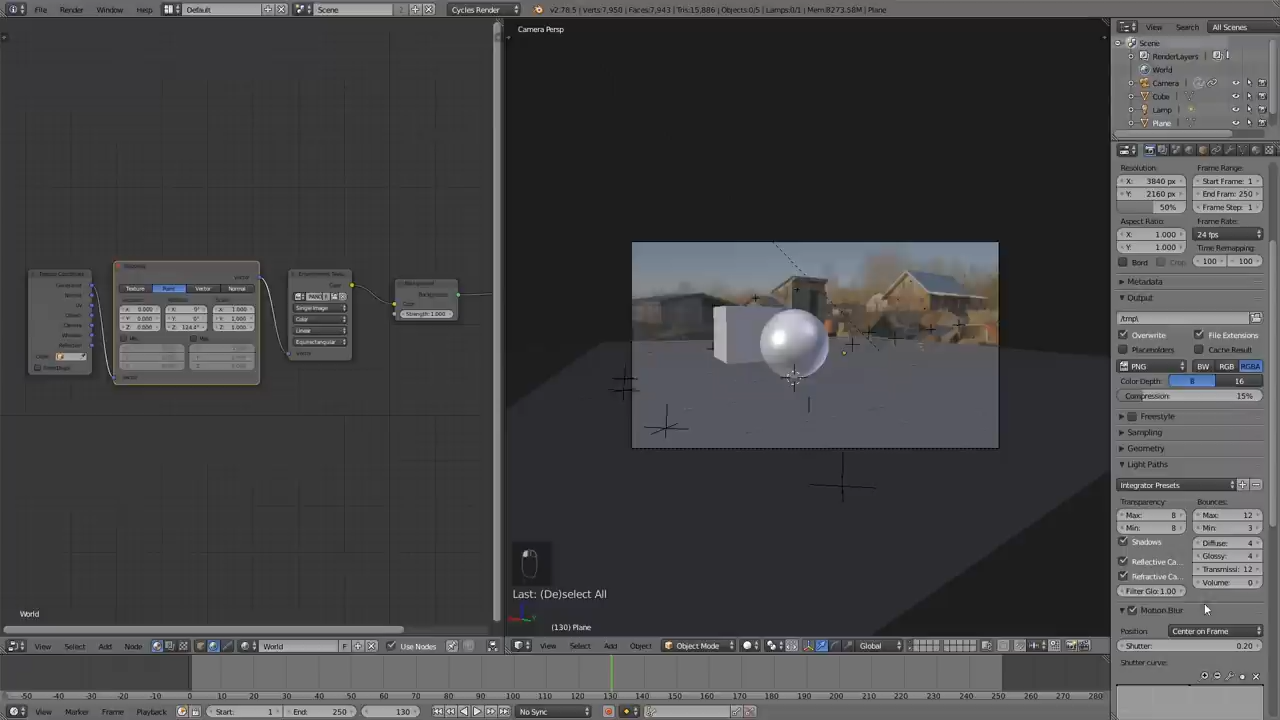 File Render Window Help
Default
Scene
2
Cycles Render
v2.78.5 | Verts:7,958 | Faces:7,943 | Tris:15,886 | Objects:0/5 | Lamps:0/1 | Mem:8273.58M | Plane
Camera Persp
View Search All Scenes
Scene
RenderLayers
World
Camera
Cube
Lamp
Plane
Resolution: Frame Range:
X: 3840 px Start Frame: 1
Y: 2160 px End Fram: 250
50% Frame Step: 1
Aspect Ratio: Frame Rate:
X: 1.000 24 fps
Y: 1.000 Time Remapping:
Bord Crop 100 100
Metadata
Output
/tmp\
Overwrite File Extensions
Placeholders Cache Result
PNG BW RGB RGBA
Color Depth: 8 16
Compression: 15%
Freestyle
Sampling
Geometry
Light Paths
Integrator Presets
Transparency: Bounces:
Max: 8 Max: 12
Min: 8 Min: 3
Shadows Diffuse: 4
Reflective Ca... Glossy: 4
Refractive Ca... Transmissi: 12
Filter Glo:1.00 Volume: 0
Motion Blur
Position: Center on Frame
Shutter: 0.20
Shutter curve:
Texture Point Vector Normal
X: 0.000 X: 0° X: 1.000
Y: 0.000 Y: 0° Y: 1.000
Z: 0.000 Z: 1.000
Vector
Color
Single Image
Color
Linear
Equirectangular
Vector
Background
Background
Color
Strength:1.000
World
Last: (De)select All
(130) Plane
View Select Add Node World F Use Nodes
View Select Add Object Object Mode Global
-50 -40 -30 -20 -10 0 10 20 30 40 50 60 70 80 90 100 110 120 130 140 150 160 170 180 190 200 210 220 230 240 250 260 270 280
View Marker Frame Playback Start: 1 End: 250 130 No Sync